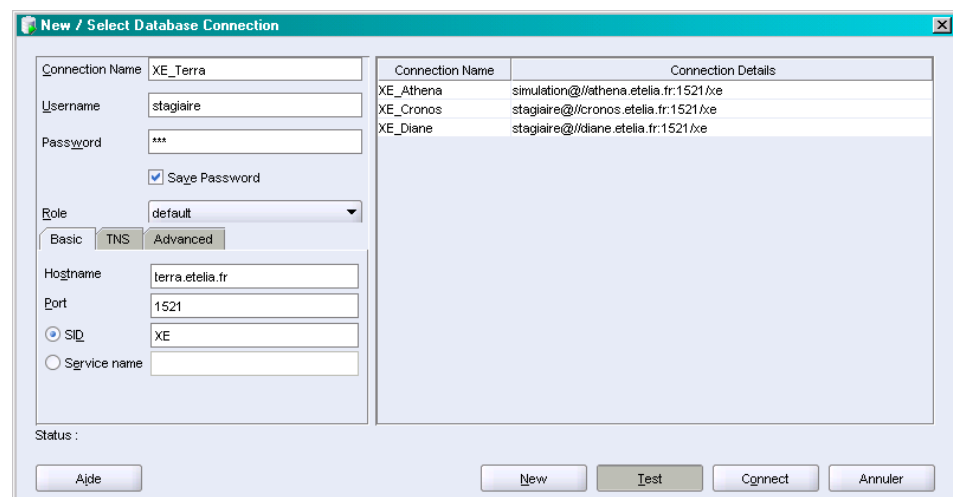 New / Select Database Connection
Connection Name XE_Terra
Username stagiaire
Password ***
Save Password
Role default
Basic TNS Advanced
Hostname terra.etelia.fr
Port 1521
SID XE
Service name
Connection Name Connection Details
XE_Athena simulation@//athena.etelia.fr:1521/xe
XE_Cronos stagiaire@//cronos.etelia.fr:1521/xe
XE_Diane stagiaire@//diane.etelia.fr:1521/xe
Status :
Aide New Test Connect Annuler